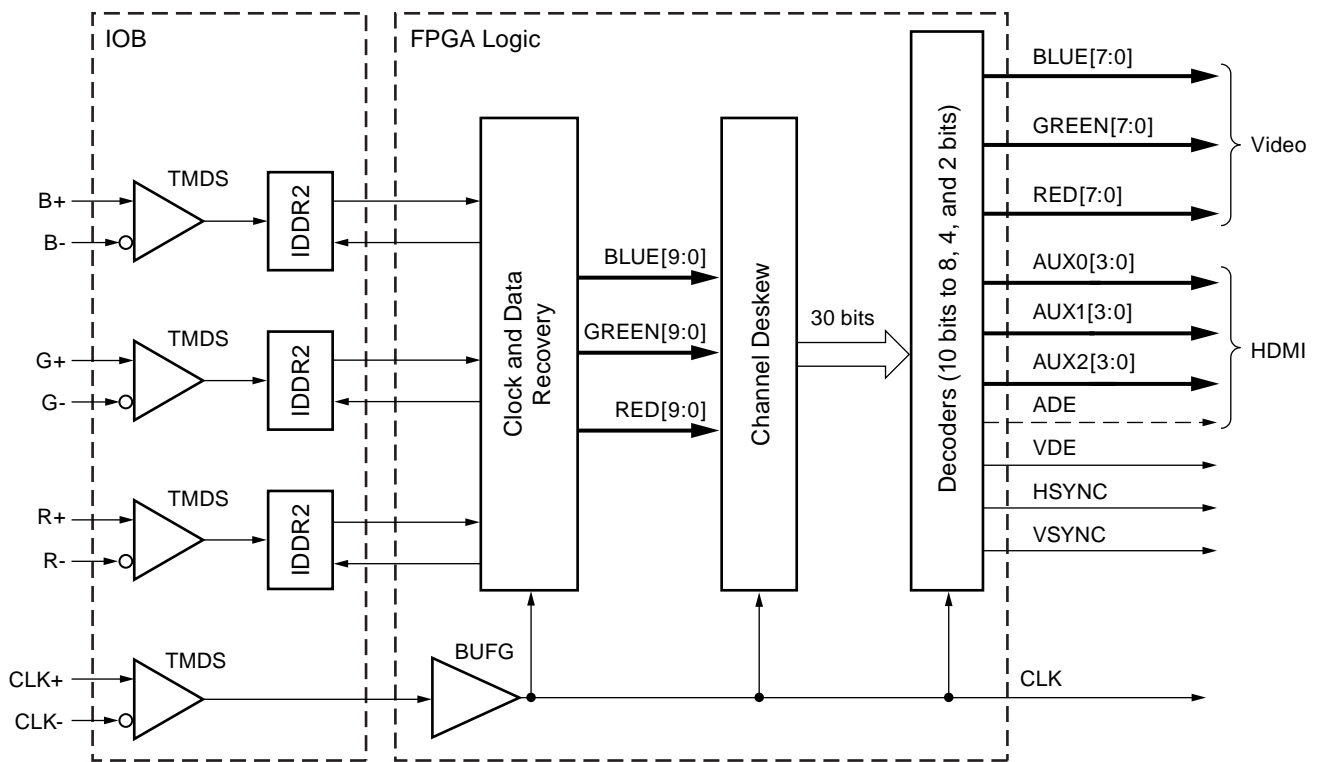 IOB
FPGA Logic
B+
B-
TMDS
IDDR2
G+
G-
TMDS
IDDR2
R+
R-
TMDS
IDDR2
CLK+
CLK-
TMDS
BUFG
Clock and Data
Recovery
BLUE[9:0]
GREEN[9:0]
RED[9:0]
Channel Deskew
30 bits
Decoders (10 bits to 8, 4, and 2 bits)
BLUE[7:0]
GREEN[7:0]
RED[7:0]
Video
AUX0[3:0]
AUX1[3:0]
AUX2[3:0]
ADE
HDMI
VDE
HSYNC
VSYNC
CLK